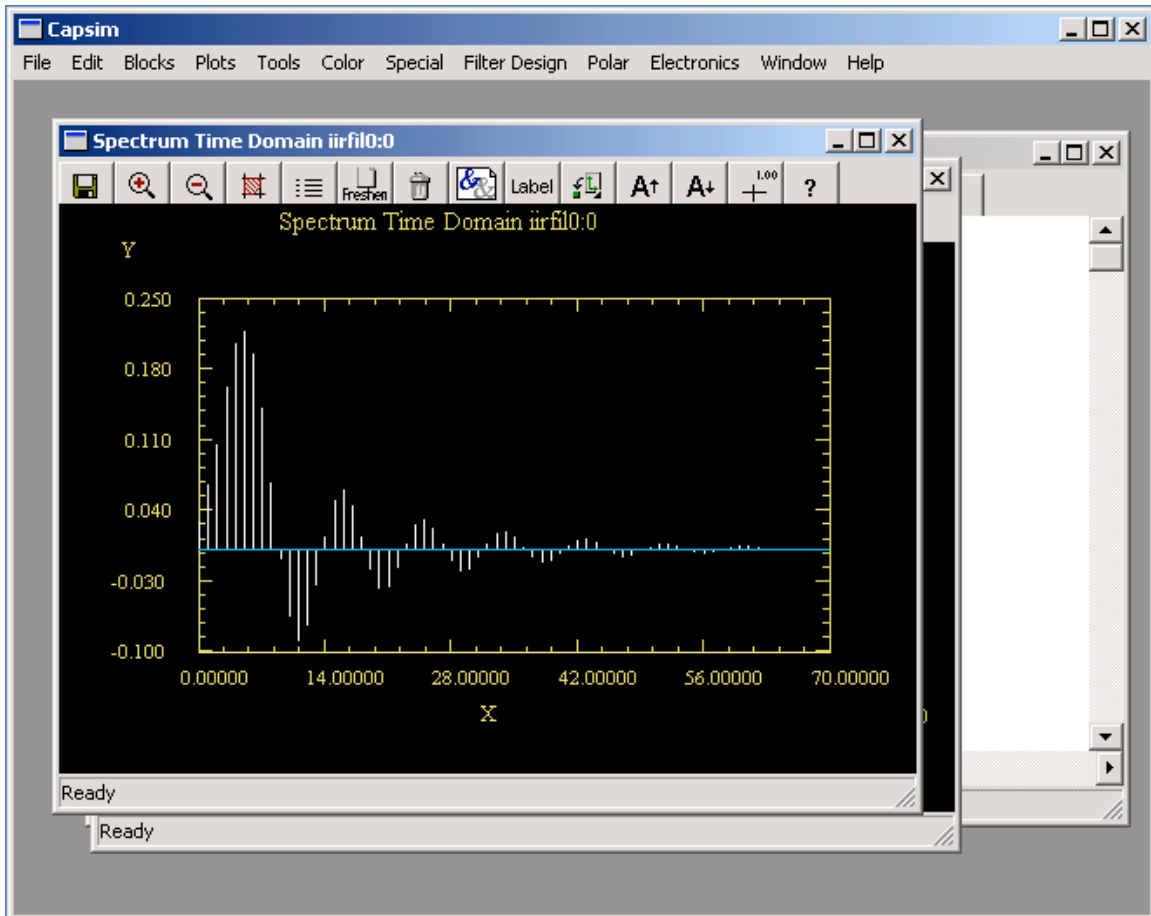 Capsim
File Edit Blocks Plots Tools Color Special Filter Design Polar Electronics Window Help
Spectrum Time Domain iirfil0:0
Freshen && Label A A 1.00 ?
Spectrum Time Domain iirfil0:0
Y
0.250
0.180
0.110
0.040
-0.030
-0.100
0.00000 14.00000 28.00000 42.00000 56.00000 70.00000
X
Ready
Ready